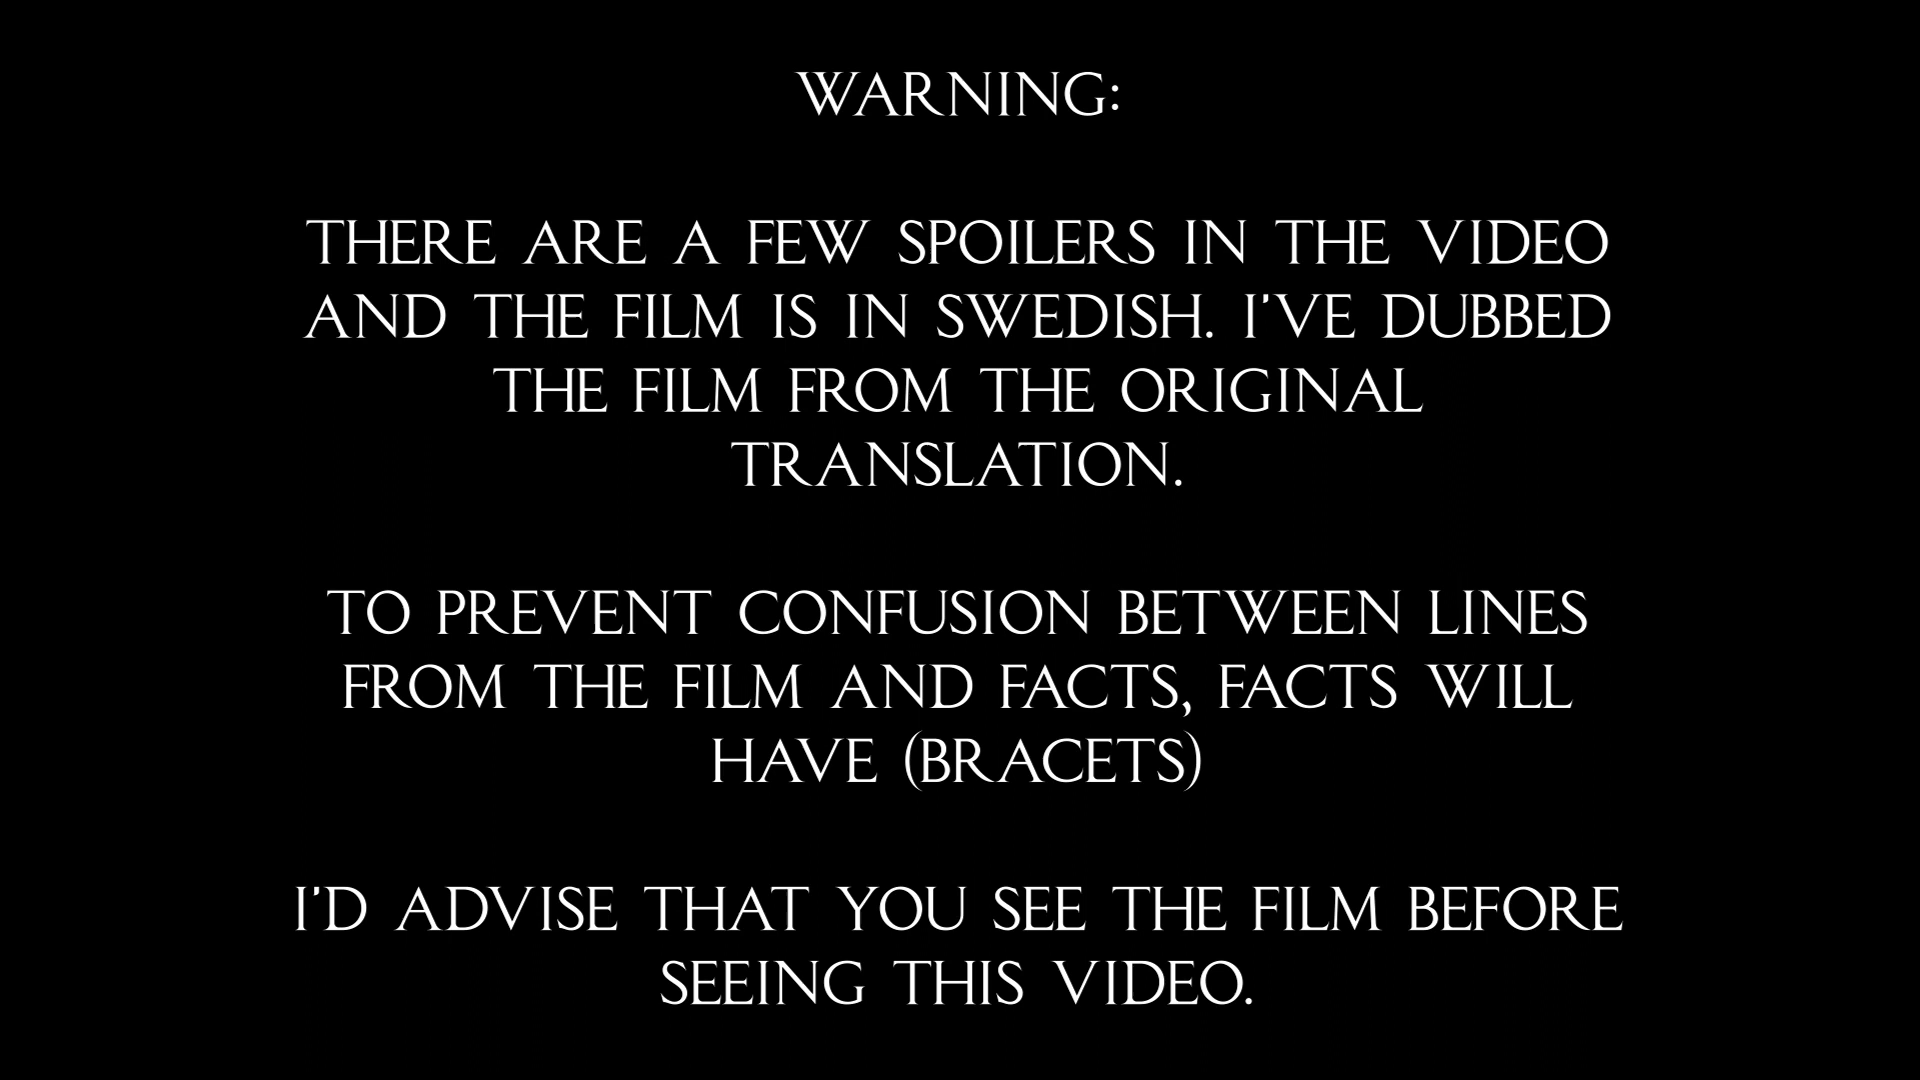 WARNING:
THERE ARE A FEW SPOILERS IN THE VIDEO
AND THE FILM IS IN SWEDISH. I'VE DUBBED
THE FILM FROM THE ORIGINAL
TRANSLATION.
TO PREVENT CONFUSION BETWEEN LINES
FROM THE FILM AND FACTS, FACTS WILL
HAVE (BRACETS)
I'D ADVISE THAT YOU SEE THE FILM BEFORE
SEEING THIS VIDEO.